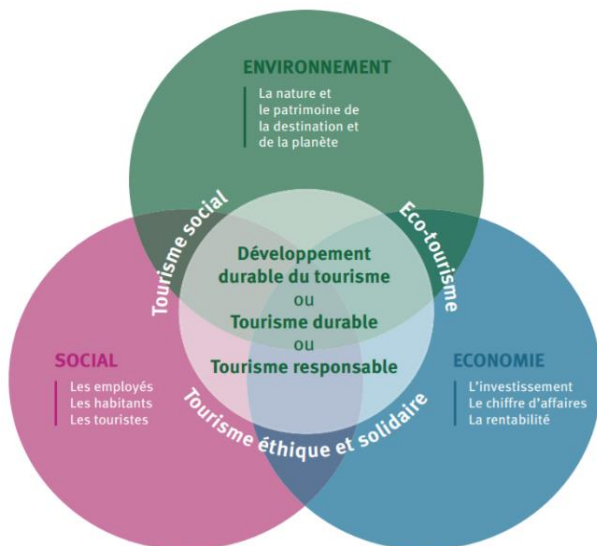 ENVIRONNEMENT
La nature et
le patrimoine de
la destination et
de la planète
Tourisme social
Eco-tourisme
Développement
durable du tourisme
ou
Tourisme durable
ou
Tourisme responsable
SOCIAL
Les employés
Les habitants
Les touristes
ECONOMIE
L'investissement
Le chiffre d'affaires
La rentabilité
Tourisme éthique et solidaire